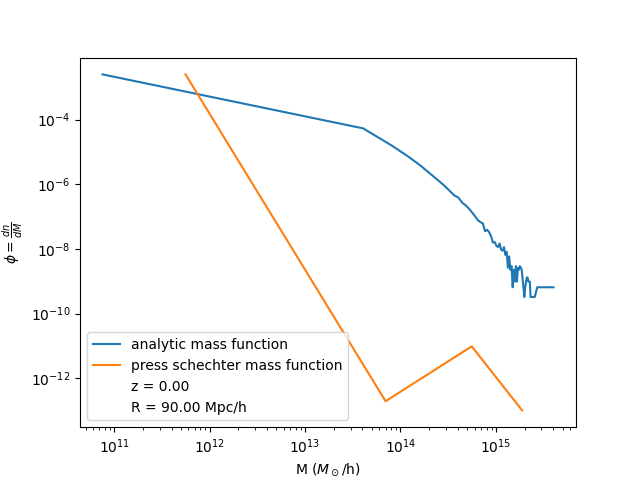 10⁻⁴
10⁻⁶
10⁻⁸
10⁻¹⁰
10⁻¹²
ϕ = dn/dM
analytic mass function
press schechter mass function
z = 0.00
R = 90.00 Mpc/h
10¹¹ 10¹² 10¹³ 10¹⁴ 10¹⁵
M (M⊙/h)